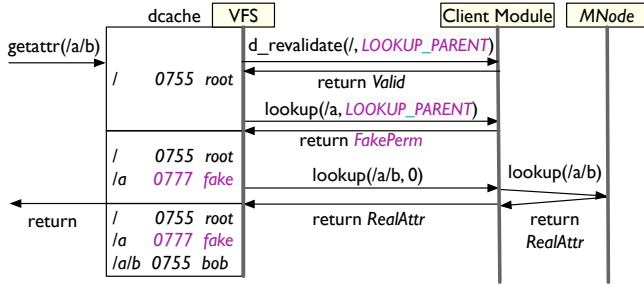 dcache VFS Client Module MNode
getattr(/a/b)
d_revalidate(/, LOOKUP_PARENT)
/ 0755 root
return Valid
lookup(/a, LOOKUP_PARENT)
return FakePerm
/ 0755 root
/a 0777 fake
lookup(/a/b, 0)
lookup(/a/b)
return
return RealAttr
return
RealAttr
/ 0755 root
/a 0777 fake
/a/b 0755 bob